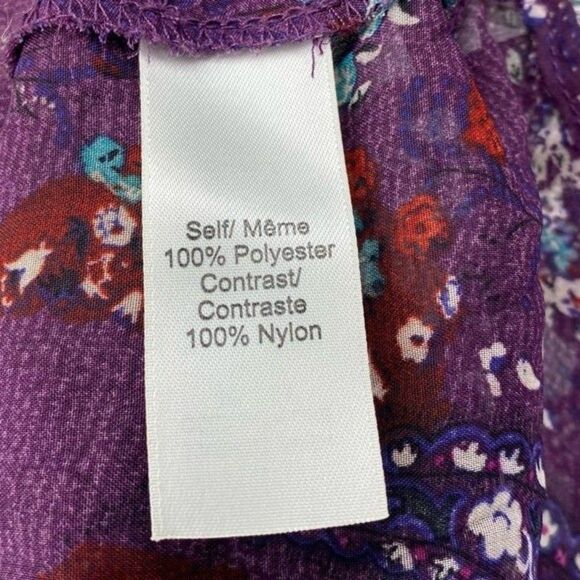 Self/ Même
100% Polyester
Contrast/
Contraste
100% Nylon